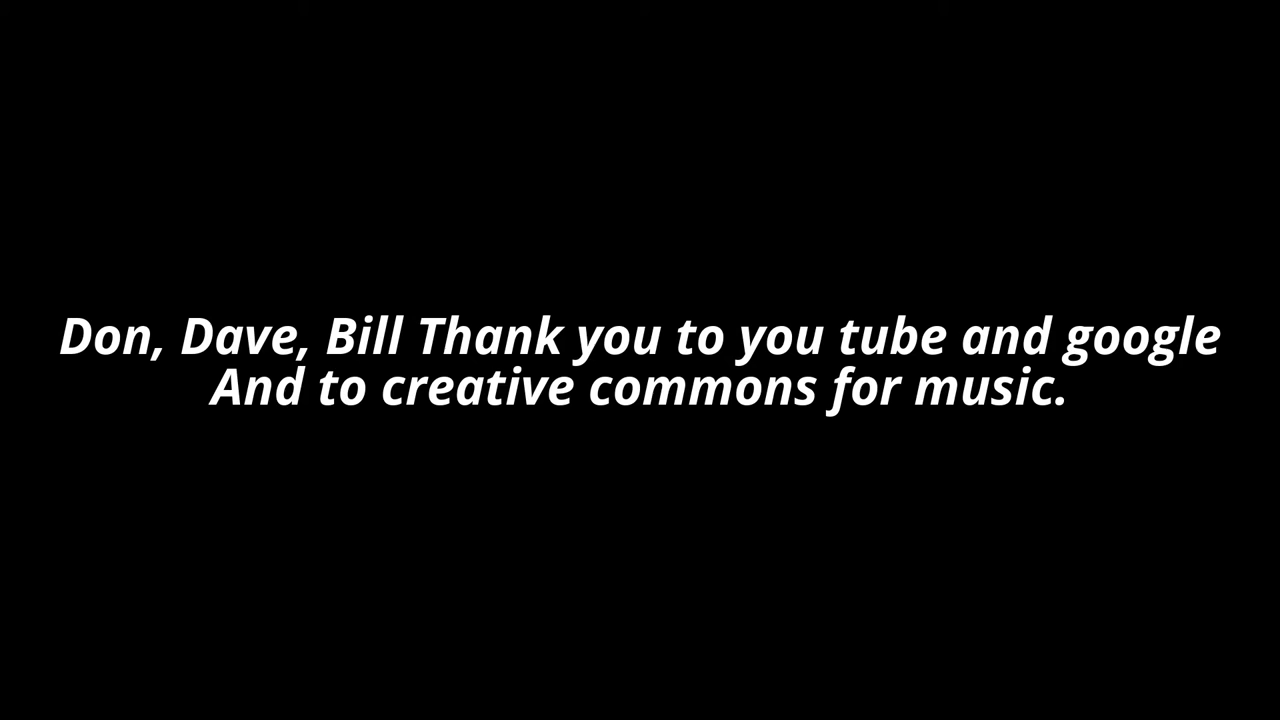 Don, Dave, Bill Thank you to you tube and google
And to creative commons for music.